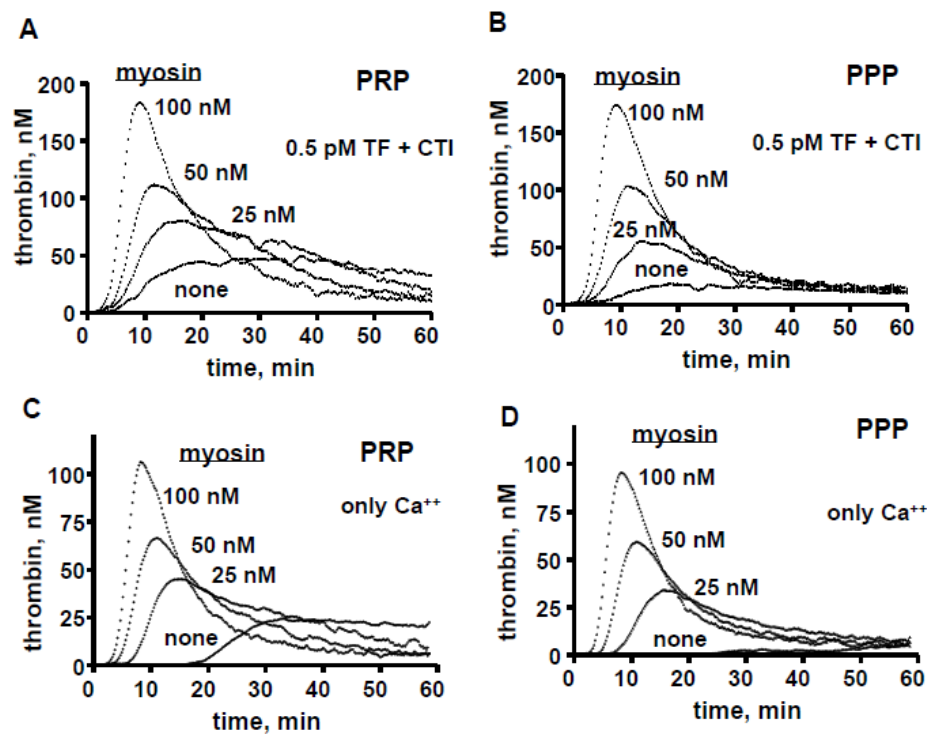 A
myosin
PRP
100 nM
0.5 pM TF + CTI
50 nM
25 nM
none
thrombin, nM
200
150
100
50
0
0 10 20 30 40 50 60
time, min
B
myosin
PPP
100 nM
0.5 pM TF + CTI
50 nM
25 nM
none
thrombin, nM
200
150
100
50
0
0 10 20 30 40 50 60
time, min
C
myosin
PRP
100 nM
only Ca⁺⁺
50 nM
25 nM
none
thrombin, nM
100
75
50
25
0
0 10 20 30 40 50 60
time, min
D
myosin
PPP
100 nM
only Ca⁺⁺
50 nM
25 nM
none
thrombin, nM
100
75
50
25
0
0 10 20 30 40 50 60
time, min